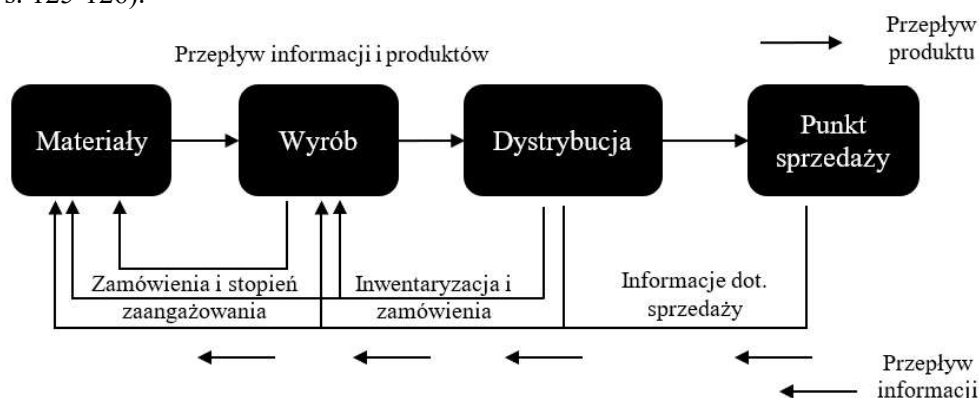 s. 125-126).
Przepływ informacji i produktów
Przepływ
produktu
Materiały
Wyrób
Dystrybucja
Punkt
sprzedaży
Zamówienia i stopień
zaangażowania
Inwentaryzacja i
zamówienia
Informacje dot.
sprzedaży
Przepływ
informacji